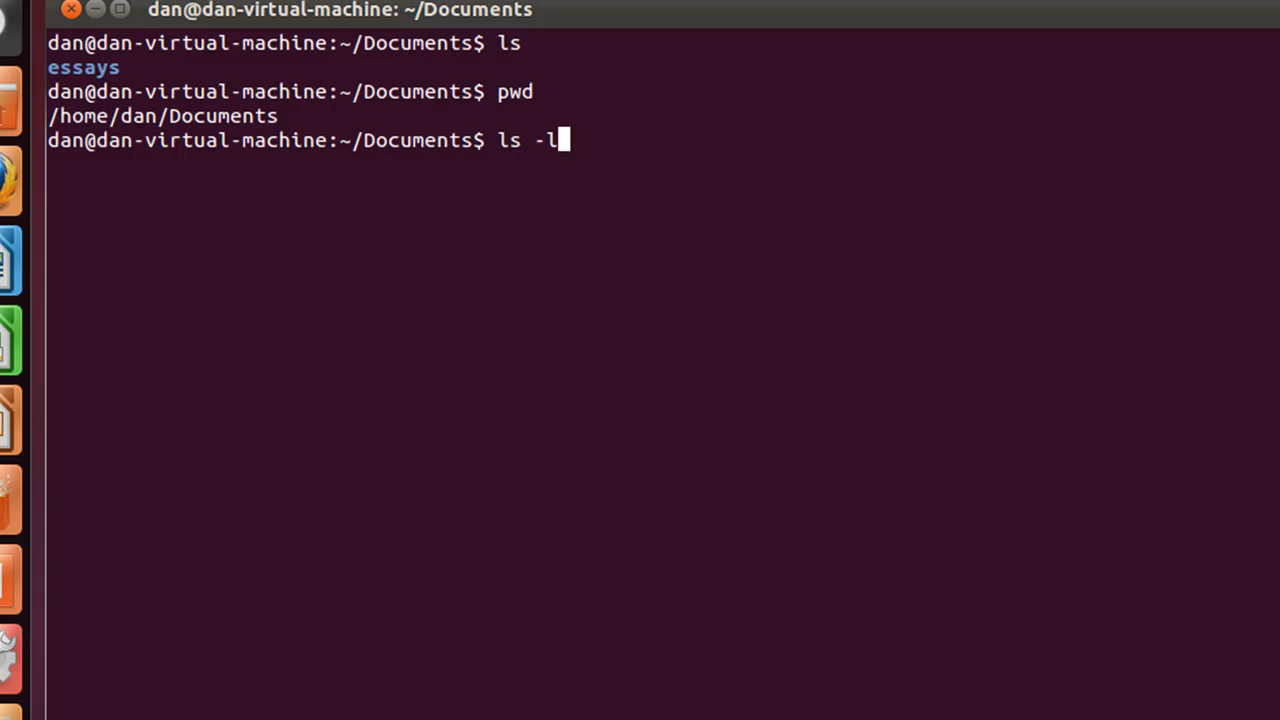 dan@dan-virtual-machine: ~/Documents
dan@dan-virtual-machine:~/Documents$ ls
essays
dan@dan-virtual-machine:~/Documents$ pwd
/home/dan/Documents
dan@dan-virtual-machine:~/Documents$ ls -l